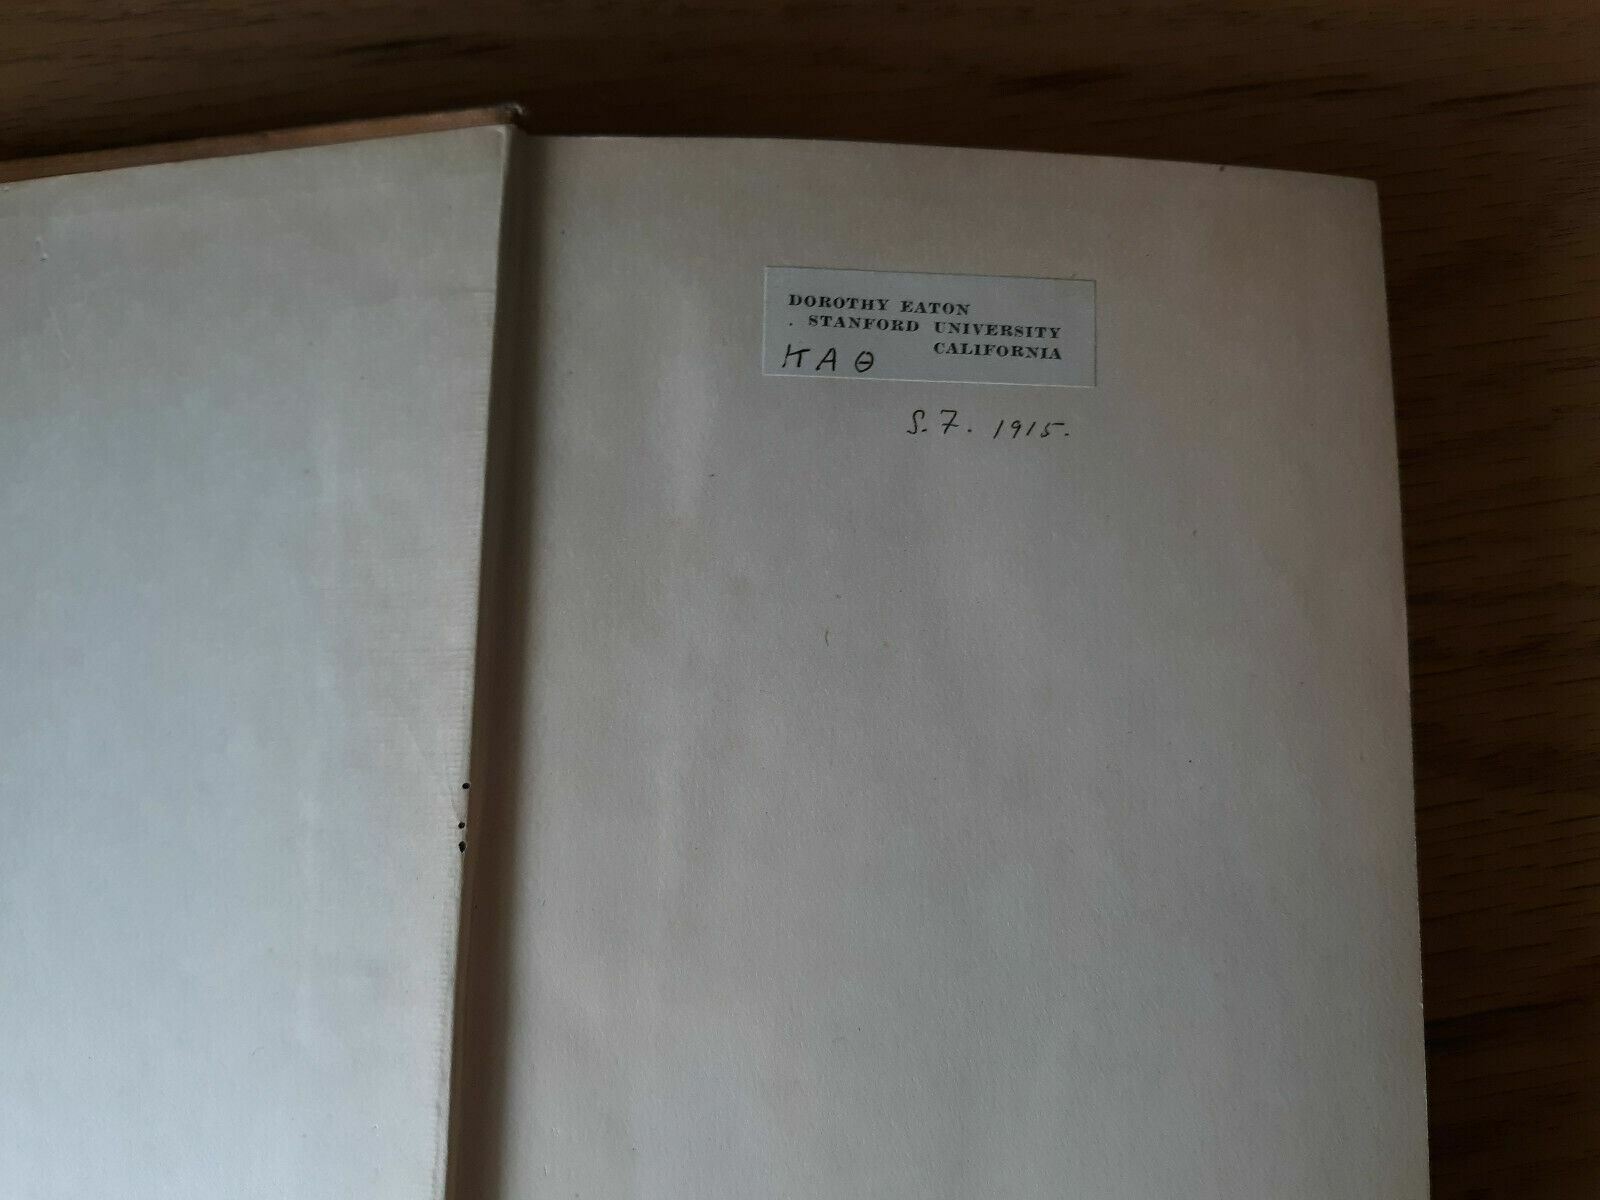 DOROTHY EATON
. STANFORD UNIVERSITY
CALIFORNIA
ΚΑΘ
S.7. 1915.